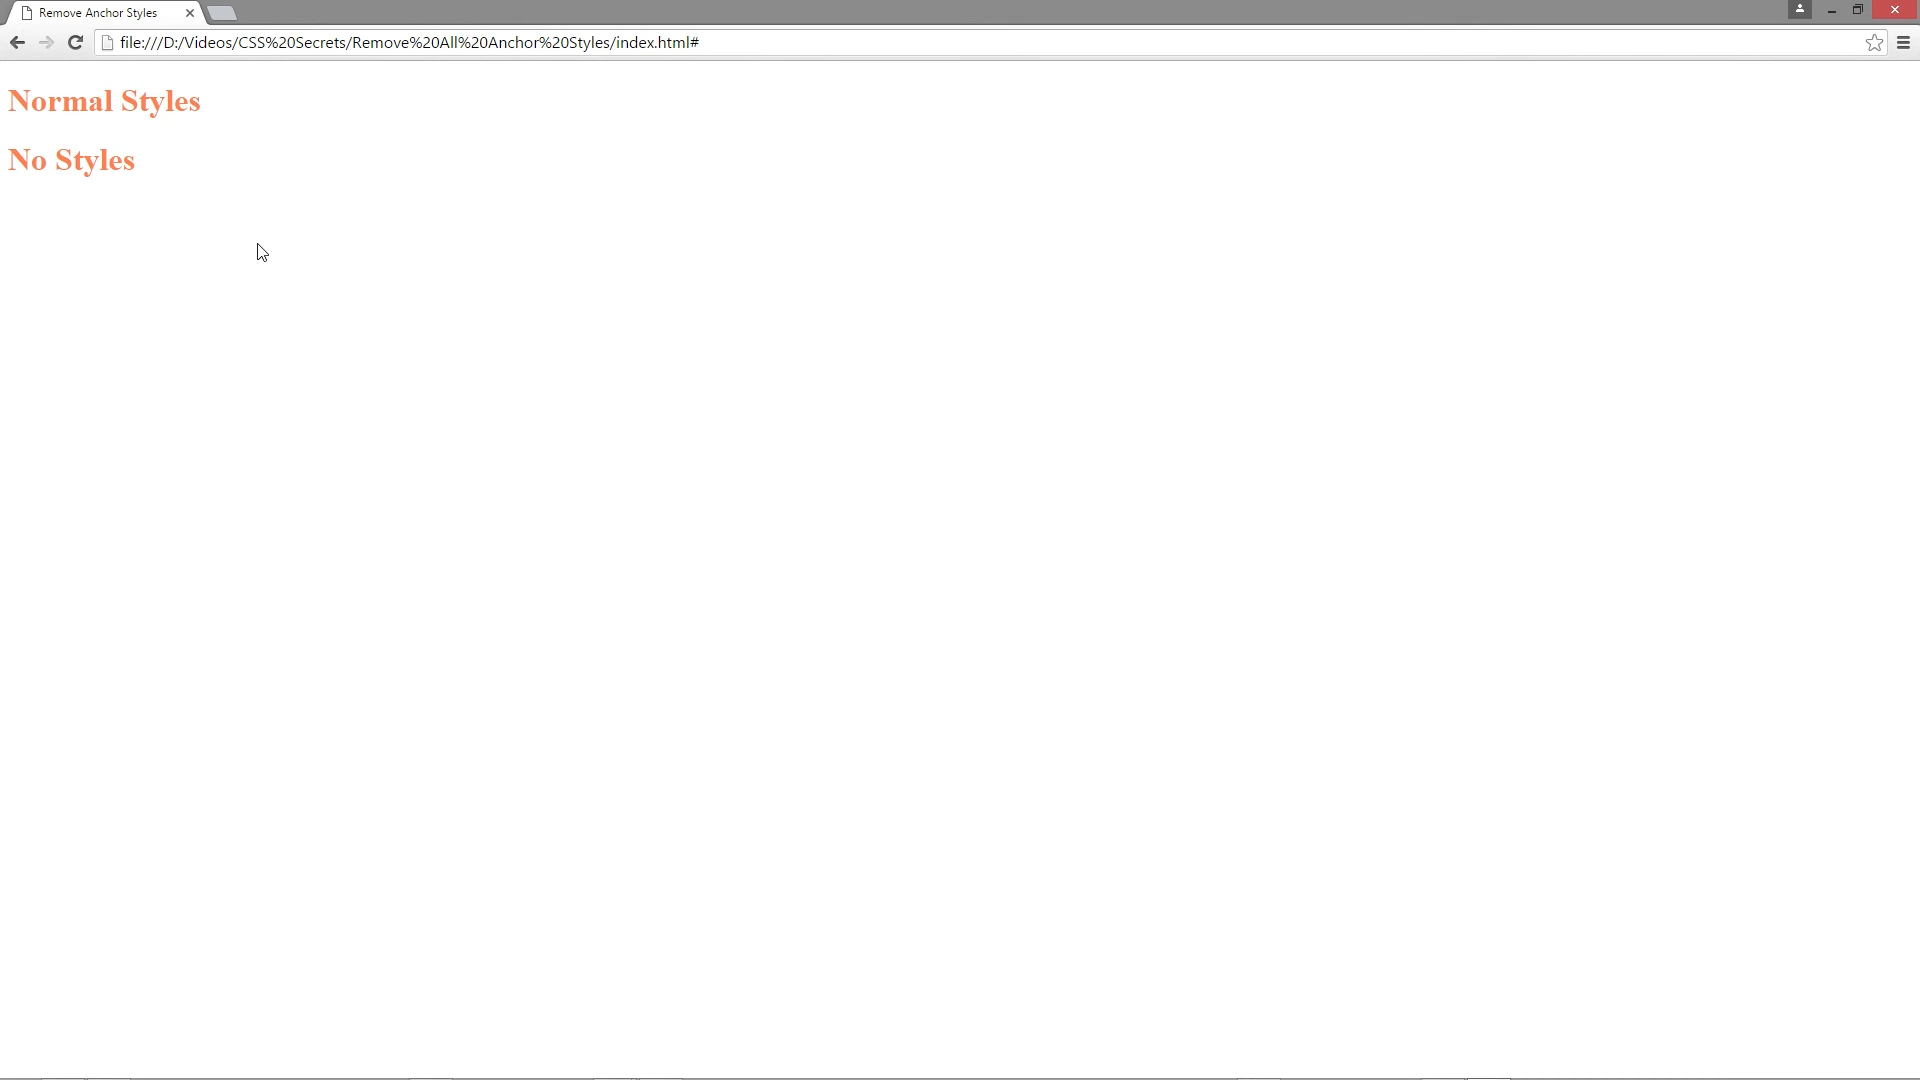 Remove Anchor Styles
file:///D:/Videos/CSS%20Secrets/Remove%20All%20Anchor%20Styles/index.html#
Normal Styles
No Styles